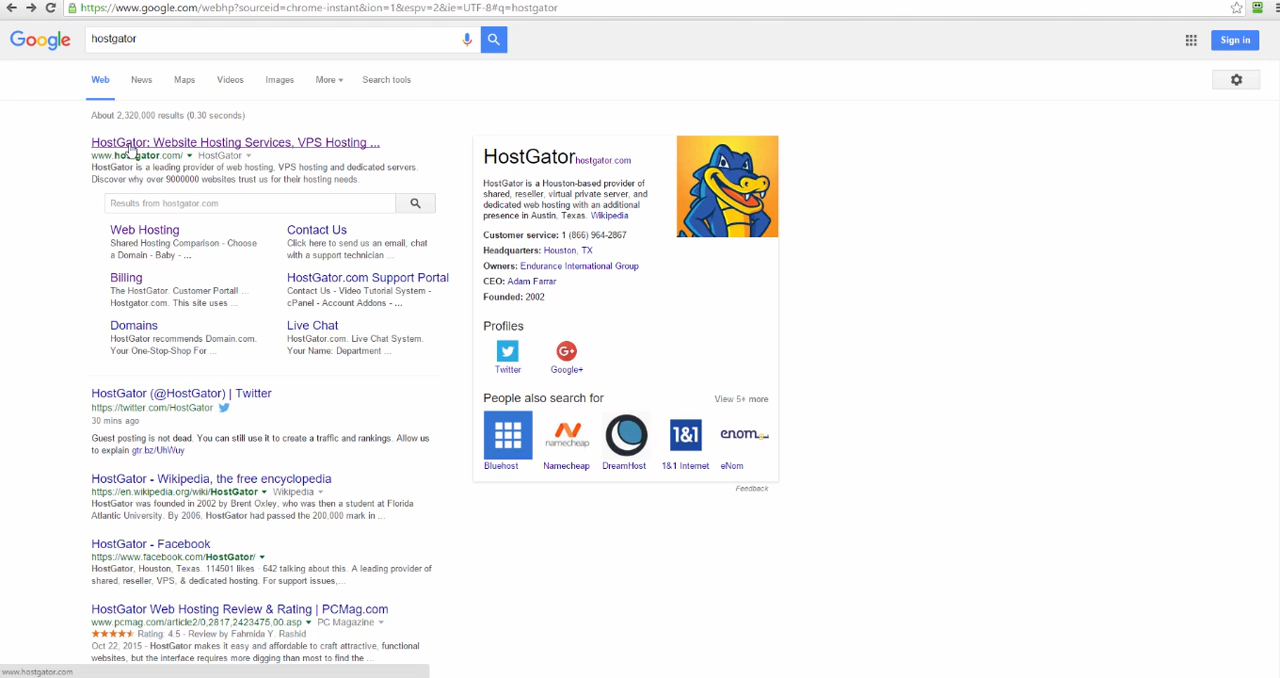 https://www.google.com/webhp?sourceid=chrome-instant&ion=1&espv=2&ie=UTF-8#q=hostgator
Google
hostgator
Sign in
Web News Maps Videos Images More Search tools
About 2,320,000 results (0.30 seconds)
HostGator: Website Hosting Services, VPS Hosting ...
www.hostgator.com/ HostGator
HostGator is a leading provider of web hosting, VPS hosting and dedicated servers.
Discover why over 9000000 websites trust us for their hosting needs.
Results from hostgator.com
Web Hosting
Shared Hosting Comparison - Choose
a Domain - Baby - ...
Contact Us
Click here to send us an email, chat
with a support technician ...
Billing
The HostGator. Customer Portal! ...
Hostgator.com. This site uses ...
HostGator.com Support Portal
Contact Us - Video Tutorial System -
cPanel - Account Addons - ...
Domains
HostGator recommends Domain.com.
Your One-Stop-Shop For ...
Live Chat
HostGator.com. Live Chat System.
Your Name: Department ...
HostGator (@HostGator) | Twitter
https://twitter.com/HostGator
30 mins ago
Guest posting is not dead. You can still use it to create a traffic and rankings. Allow us
to explain gtr.bz/UhWuy
HostGator - Wikipedia, the free encyclopedia
https://en.wikipedia.org/wiki/HostGator Wikipedia
HostGator was founded in 2002 by Brent Oxley, who was then a student at Florida
Atlantic University. By 2006, HostGator had passed the 200,000 mark in ...
HostGator - Facebook
https://www.facebook.com/HostGator/
HostGator, Houston, Texas. 114501 likes · 642 talking about this. A leading provider of
shared, reseller, VPS, & dedicated hosting. For support issues,...
HostGator Web Hosting Review & Rating | PCMag.com
www.pcmag.com/article2/0,2817,2423475,00.asp PC Magazine
Rating: 4.5 - Review by Fahmida Y. Rashid
Oct 22, 2015 - HostGator makes it easy and affordable to craft attractive, functional
websites, but the interface requires more digging than most to find the ...
www.hostgator.com
HostGator hostgator.com
HostGator is a Houston-based provider of
shared, reseller, virtual private server, and
dedicated web hosting with an additional
presence in Austin, Texas. Wikipedia
Customer service: 1 (866) 964-2867
Headquarters: Houston, TX
Owners: Endurance International Group
CEO: Adam Farrar
Founded: 2002
Profiles
Twitter Google+
People also search for View 5+ more
namecheap 1&1 enom
Bluehost Namecheap DreamHost 1&1 Internet eNom
Feedback